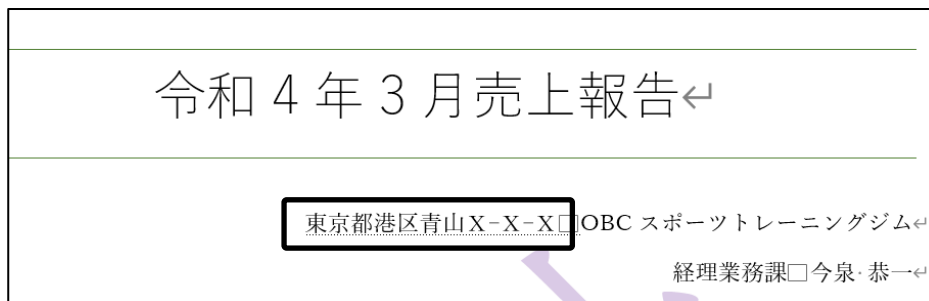 令和４年３月売上報告↵
東京都港区青山Ｘ−Ｘ−Ｘ□OBC スポーツトレーニングジム↵
経理業務課□今泉·恭一↵